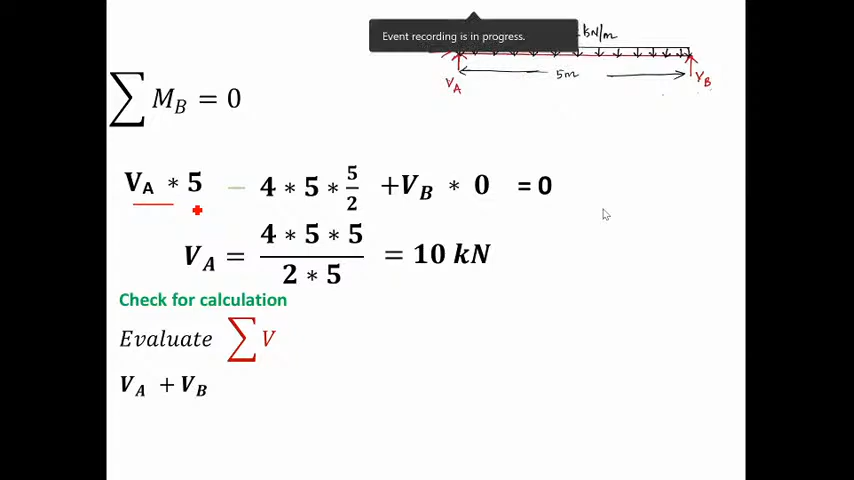 Event recording is in progress.
kN/m
5m
V_A
V_B
∑ M_B = 0
V_A * 5 − 4 * 5 * 5/2 + V_B * 0 = 0
V_A = (4 * 5 * 5)/(2 * 5) = 10 kN
Check for calculation
Evaluate ∑ V
V_A + V_B